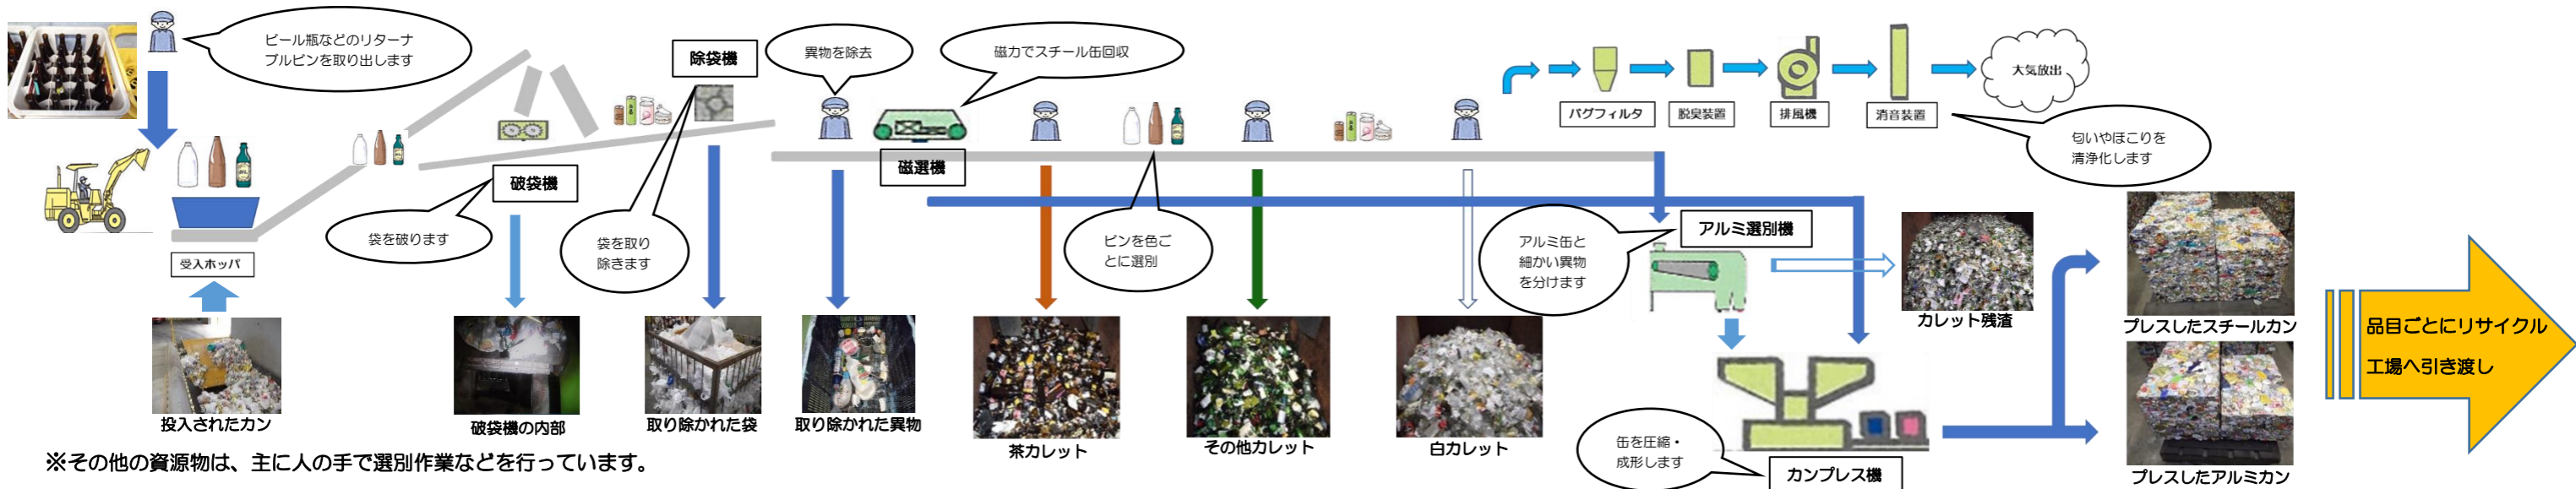 ビール瓶などのリターナ
ブルビンを取り出します
受入ホッパ
投入されたカン
袋を破ります
破袋機
破袋機の内部
除袋機
袋を取り
除きます
取り除かれた袋
異物を除去
取り除かれた異物
磁力でスチール缶回収
磁選機
茶カレット
ビンを色ご
とに選別
その他カレット
白カレット
バグフィルタ
脱臭装置
排風機
消音装置
大気放出
匂いやほこりを
清浄化します
アルミ缶と
細かい異物
を分けます
アルミ選別機
カレット残渣
缶を圧縮・
成形します
カンプレス機
プレスしたスチールカン
プレスしたアルミカン
品目ごとにリサイクル
工場へ引き渡し
※その他の資源物は、主に人の手で選別作業などを行っています。